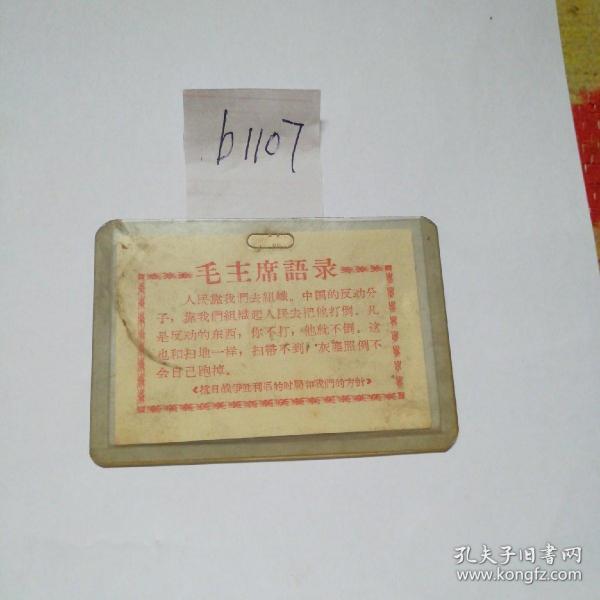 b1107
毛主席語录
人民靠我們去組織。中国的反动分
子，靠我們組織起人民去把他打倒。凡
是反动的东西，你不打，他就不倒。这
也和扫地一样，扫帚不到，灰塵照例不
会自己跑掉。
《抗日战爭胜利后的时局和我們的方針》
孔夫子旧书网
www.kongfz.com